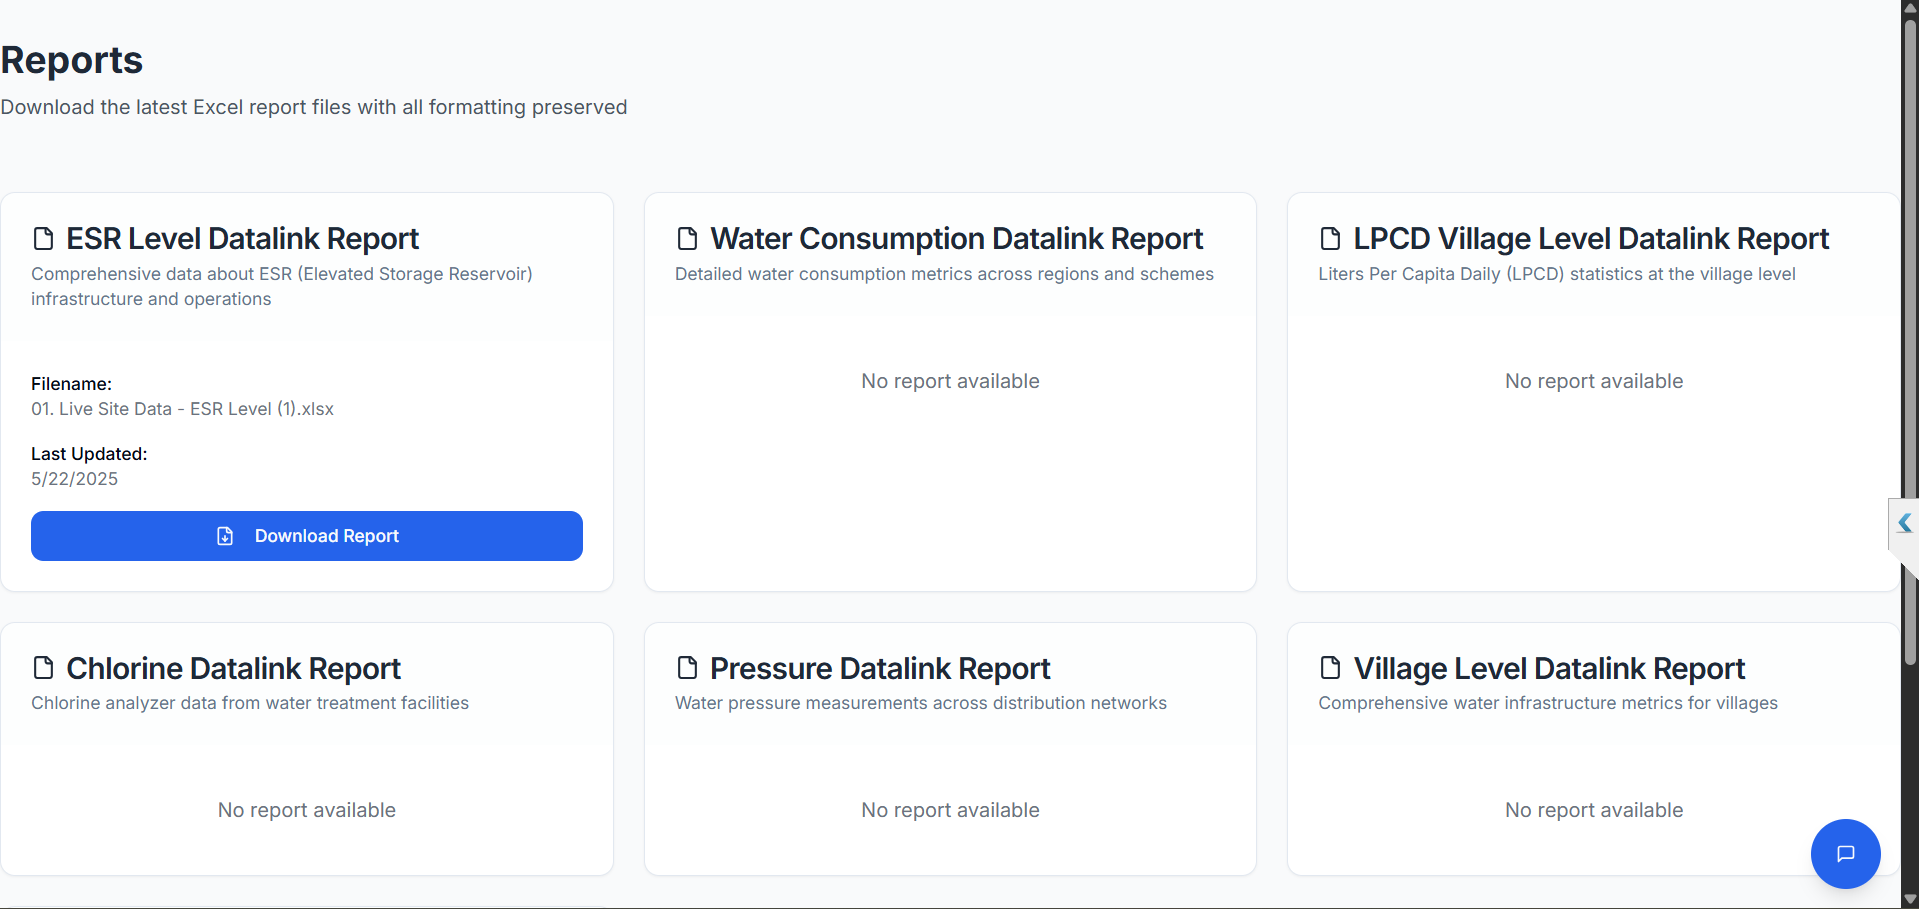 Reports
Download the latest Excel report files with all formatting preserved
ESR Level Datalink Report
Comprehensive data about ESR (Elevated Storage Reservoir)
infrastructure and operations
Filename:
01. Live Site Data - ESR Level (1).xlsx
Last Updated:
5/22/2025
Download Report
Water Consumption Datalink Report
Detailed water consumption metrics across regions and schemes
No report available
LPCD Village Level Datalink Report
Liters Per Capita Daily (LPCD) statistics at the village level
No report available
Chlorine Datalink Report
Chlorine analyzer data from water treatment facilities
No report available
Pressure Datalink Report
Water pressure measurements across distribution networks
No report available
Village Level Datalink Report
Comprehensive water infrastructure metrics for villages
No report available